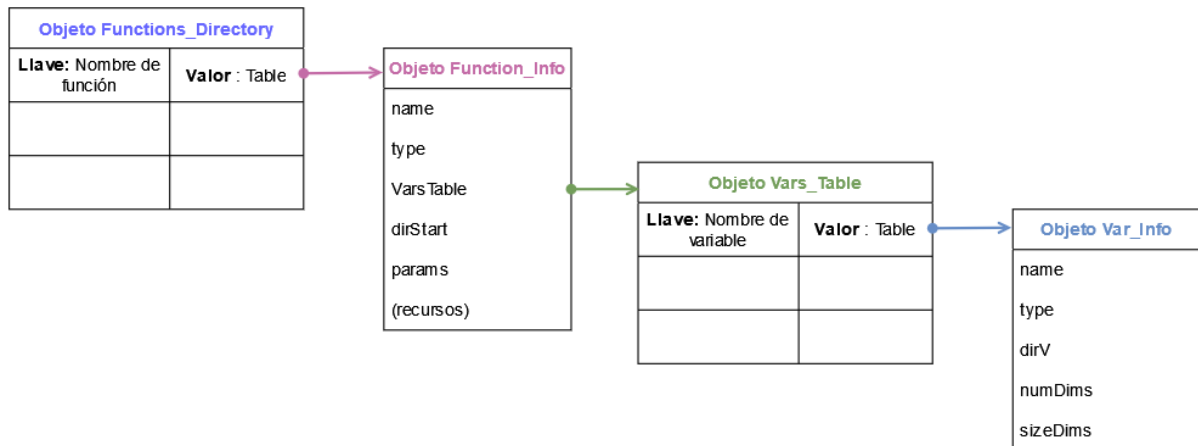 Objeto Functions_Directory
Llave: Nombre de
función
Valor : Table
Objeto Function_Info
name
type
VarsTable
dirStart
params
(recursos)
Objeto Vars_Table
Llave: Nombre de
variable
Valor : Table
Objeto Var_Info
name
type
dirV
numDims
sizeDims